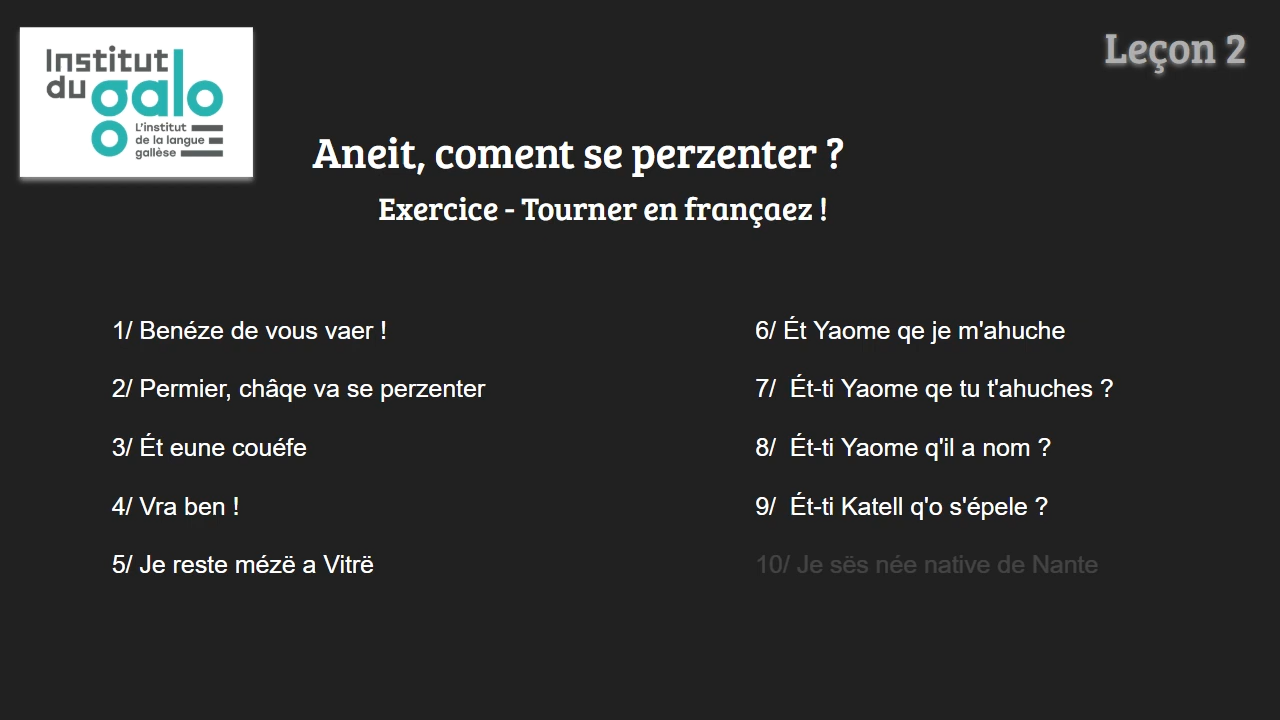 Institut
du galo
L'institut
de la langue
gallèse
Leçon 2
Aneit, coment se perzenter ?
Exercice - Tourner en françaez !
1/ Benéze de vous vaer !
2/ Permier, châqe va se perzenter
3/ Ét eune couéfe
4/ Vra ben !
5/ Je reste mézë a Vitrë
6/ Ét Yaome qe je m'ahuche
7/ Ét-ti Yaome qe tu t'ahuches ?
8/ Ét-ti Yaome q'il a nom ?
9/ Ét-ti Katell q'o s'épele ?
10/ Je sës née native de Nante